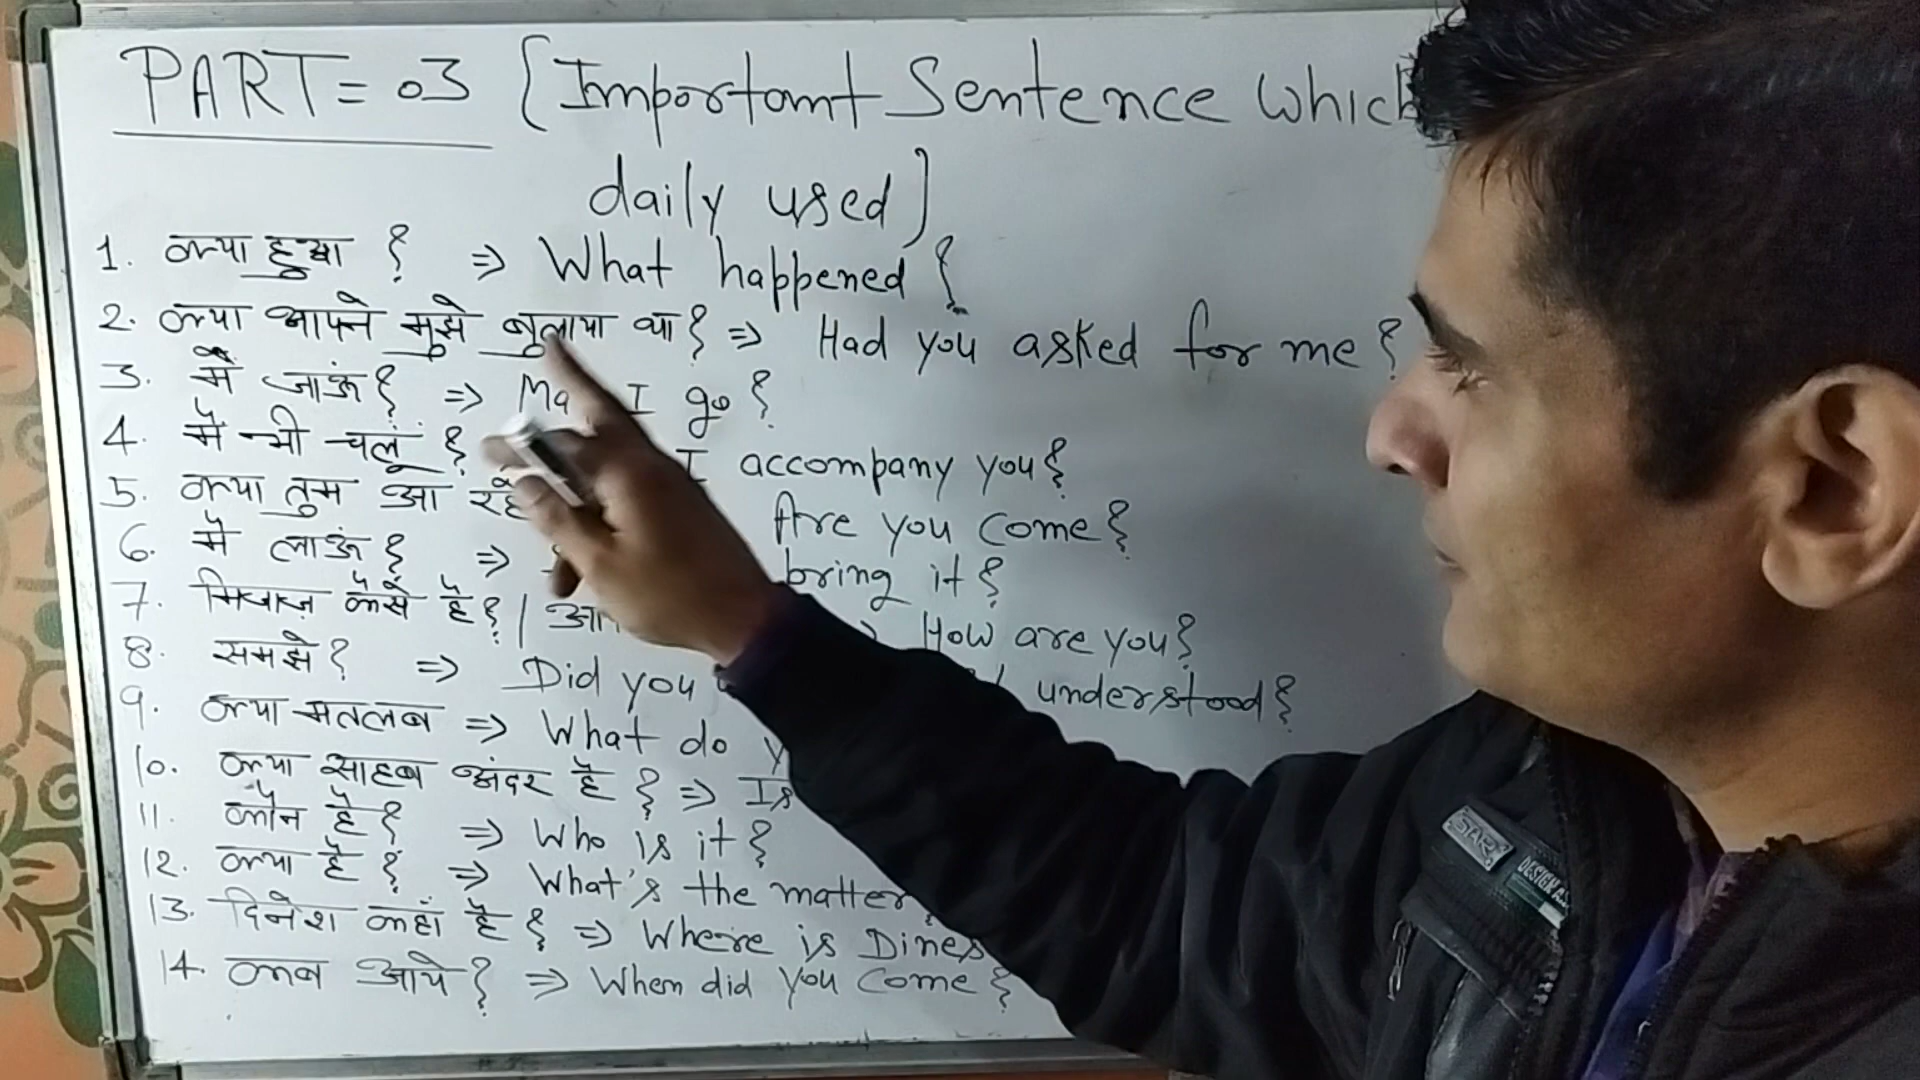 PART = 03 {Important Sentence which
daily used}
1. क्या हुआ ? ⇒ What happened ?
2. क्या आपने मुझे बुलाया था? ⇒ Had you asked for me ?
3. मैं जाऊं? ⇒ I go ?
4. मैं भी चलूं ? I accompany you ?
5. क्या तुम आ रहे Are you come ?
6. मैं लाऊं ? ⇒ bring it ?
7. मिजाज़ कैसे है? | How are you ?
8. समझे ? ⇒ Did you understood ?
9. क्या मतलब ⇒ What do
10. क्या साहब अंदर है ? ⇒ Is
11. कौन है ? ⇒ Who is it ?
12. क्या है ? ⇒ What's the matter
13. दिनेश कहां है ? ⇒ Where is Dines
14. कब आये ? ⇒ When did you come ?
STAR
DESIGN